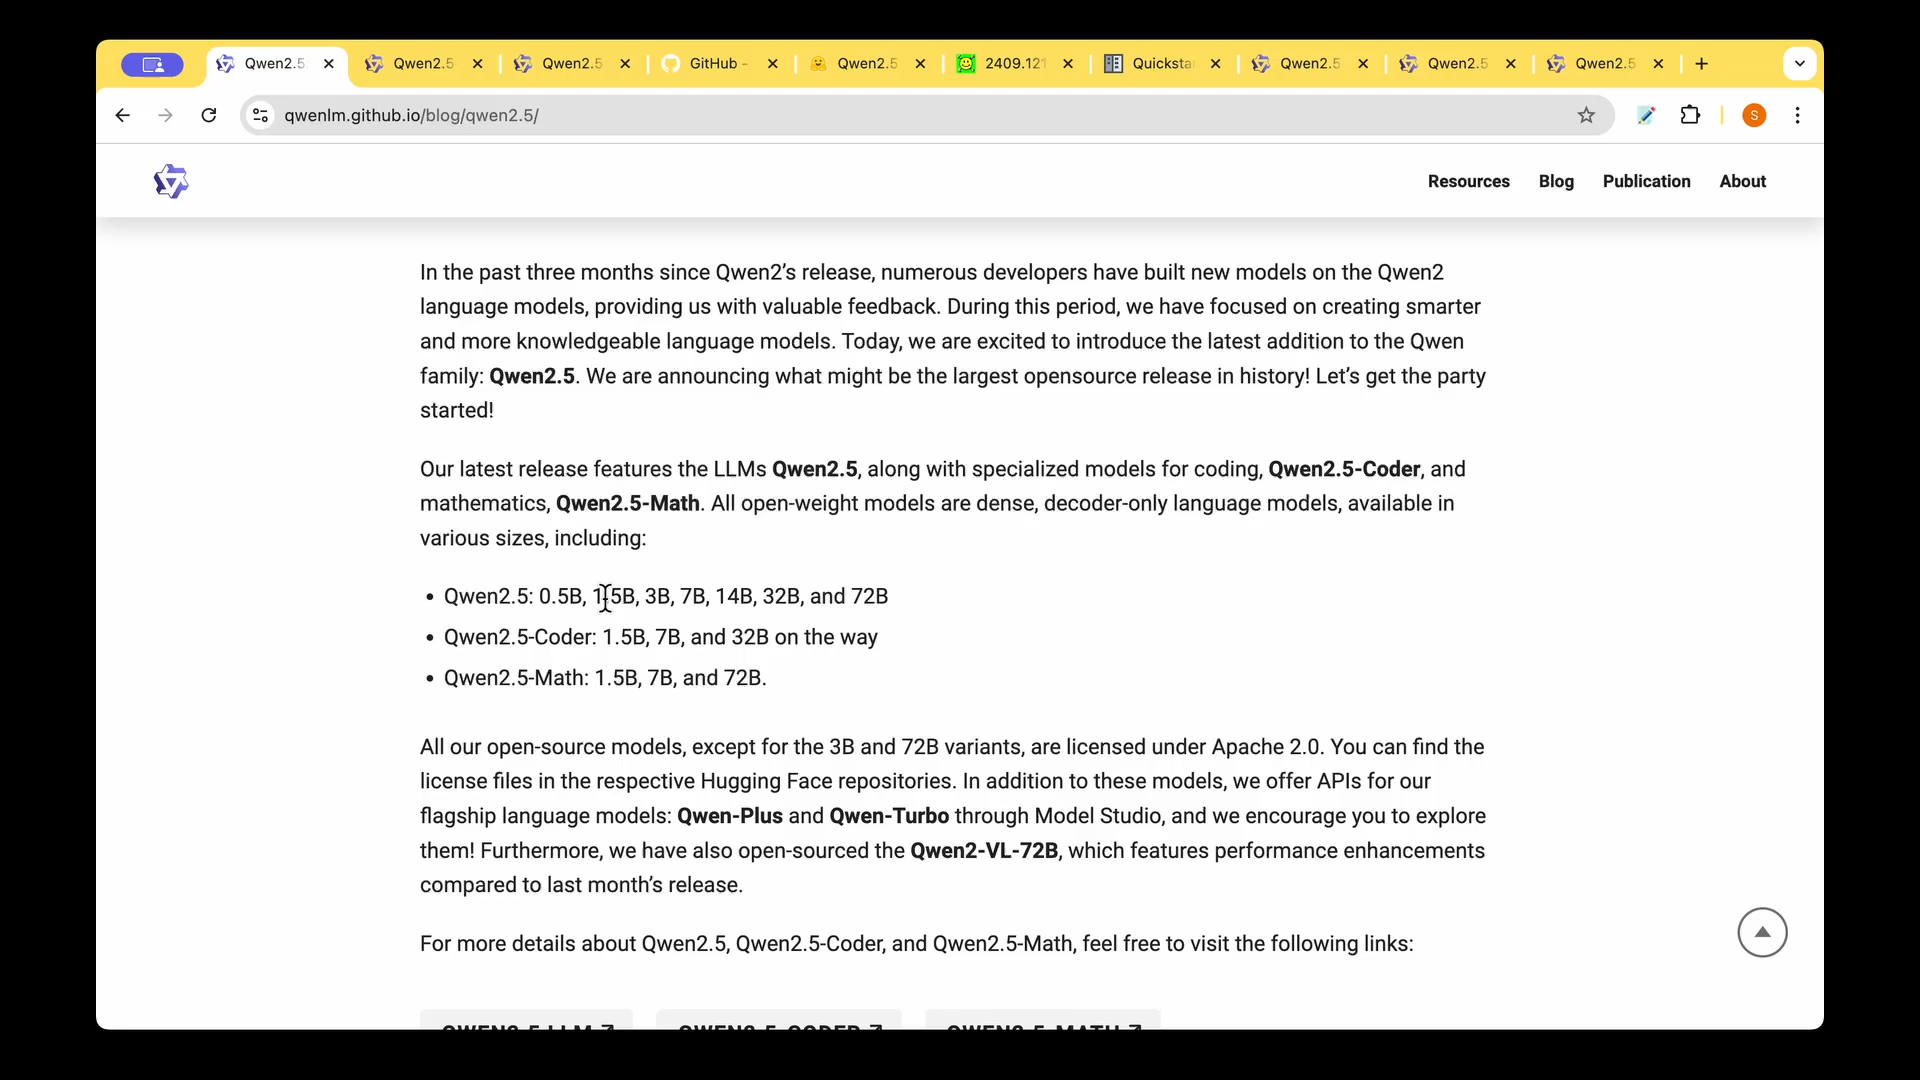 Qwen2.5
Qwen2.5
Qwen2.5
GitHub -
Qwen2.5
2409.121
Quicksta
Qwen2.5
Qwen2.5
Qwen2.5
qwenlm.github.io/blog/qwen2.5/
S
Resources
Blog
Publication
About
In the past three months since Qwen2’s release, numerous developers have built new models on the Qwen2
language models, providing us with valuable feedback. During this period, we have focused on creating smarter
and more knowledgeable language models. Today, we are excited to introduce the latest addition to the Qwen
family: Qwen2.5. We are announcing what might be the largest opensource release in history! Let’s get the party
started!
Our latest release features the LLMs Qwen2.5, along with specialized models for coding, Qwen2.5-Coder, and
mathematics, Qwen2.5-Math. All open-weight models are dense, decoder-only language models, available in
various sizes, including:
• Qwen2.5: 0.5B, 1.5B, 3B, 7B, 14B, 32B, and 72B
• Qwen2.5-Coder: 1.5B, 7B, and 32B on the way
• Qwen2.5-Math: 1.5B, 7B, and 72B.
All our open-source models, except for the 3B and 72B variants, are licensed under Apache 2.0. You can find the
license files in the respective Hugging Face repositories. In addition to these models, we offer APIs for our
flagship language models: Qwen-Plus and Qwen-Turbo through Model Studio, and we encourage you to explore
them! Furthermore, we have also open-sourced the Qwen2-VL-72B, which features performance enhancements
compared to last month’s release.
For more details about Qwen2.5, Qwen2.5-Coder, and Qwen2.5-Math, feel free to visit the following links:
QWEN2.5 LLM
QWEN2.5-CODER
QWEN2.5-MATH